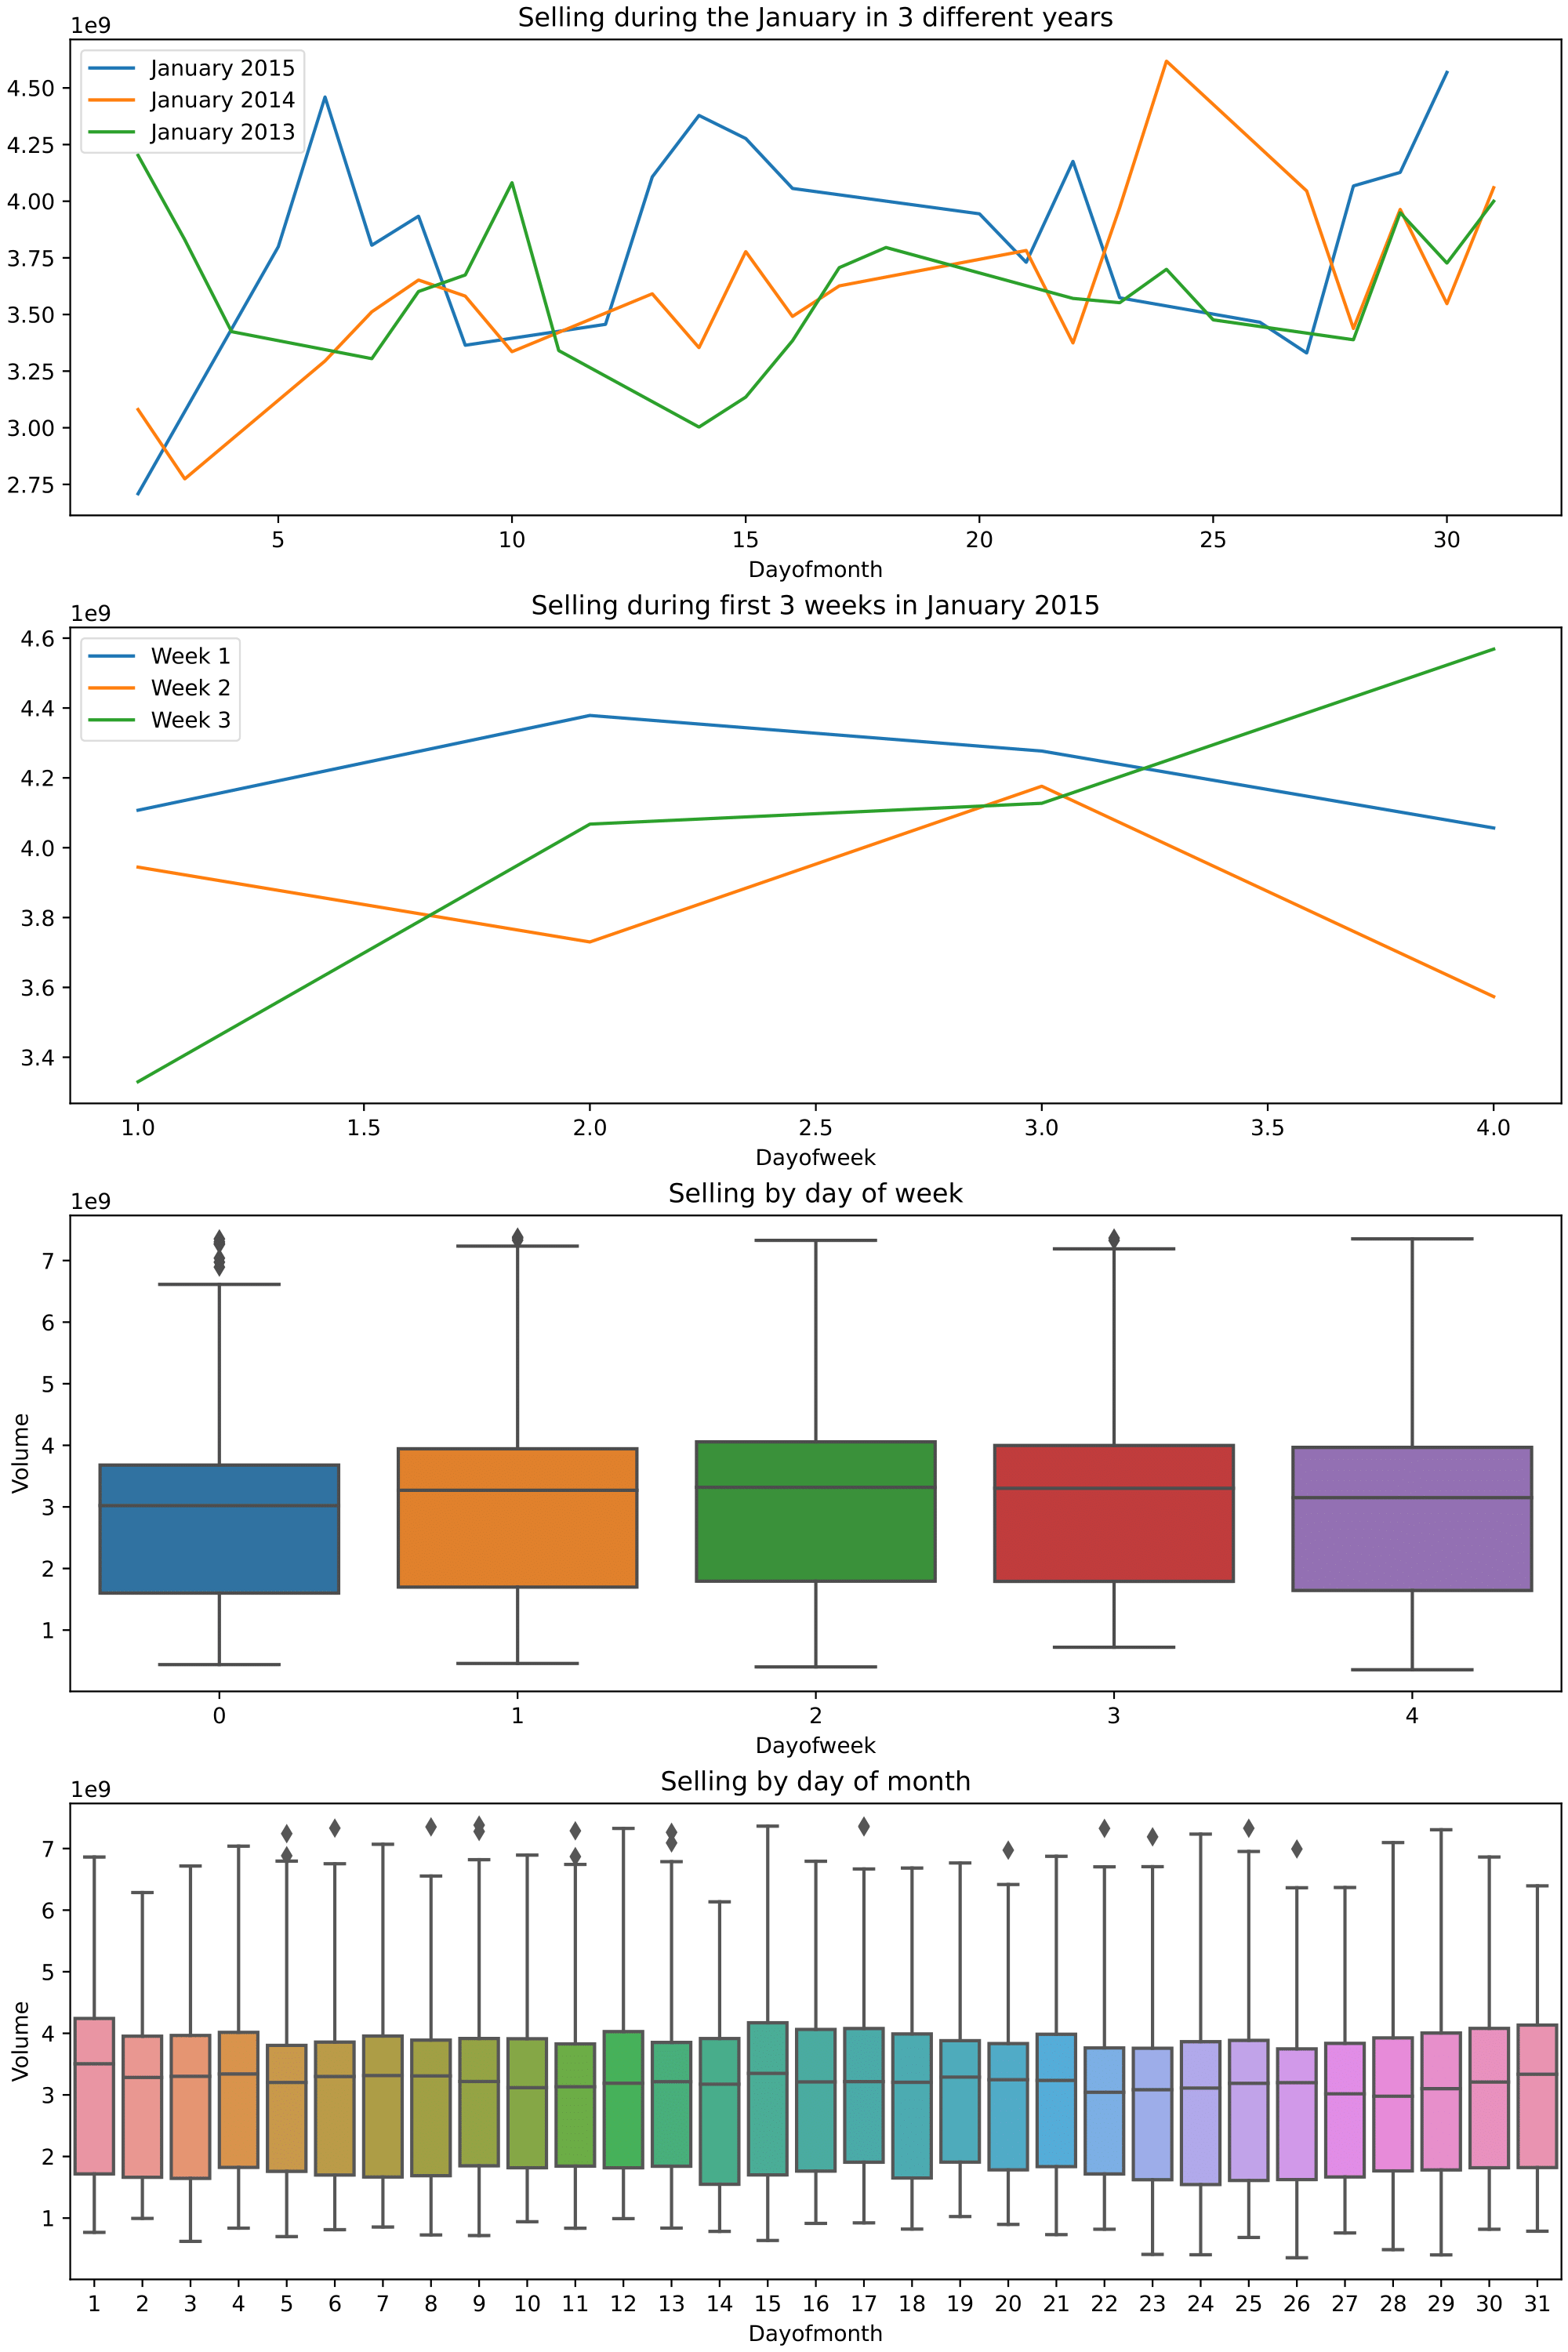 Selling during the January in 3 different years
1e9
January 2015
January 2014
January 2013
4.50
4.25
4.00
3.75
3.50
3.25
3.00
2.75
5 10 15 20 25 30
Dayofmonth
Selling during first 3 weeks in January 2015
1e9
Week 1
Week 2
Week 3
4.6
4.4
4.2
4.0
3.8
3.6
3.4
1.0 1.5 2.0 2.5 3.0 3.5 4.0
Dayofweek
Selling by day of week
1e9
Volume
7
6
5
4
3
2
1
0 1 2 3 4
Dayofweek
Selling by day of month
1e9
Volume
7
6
5
4
3
2
1
1 2 3 4 5 6 7 8 9 10 11 12 13 14 15 16 17 18 19 20 21 22 23 24 25 26 27 28 29 30 31
Dayofmonth